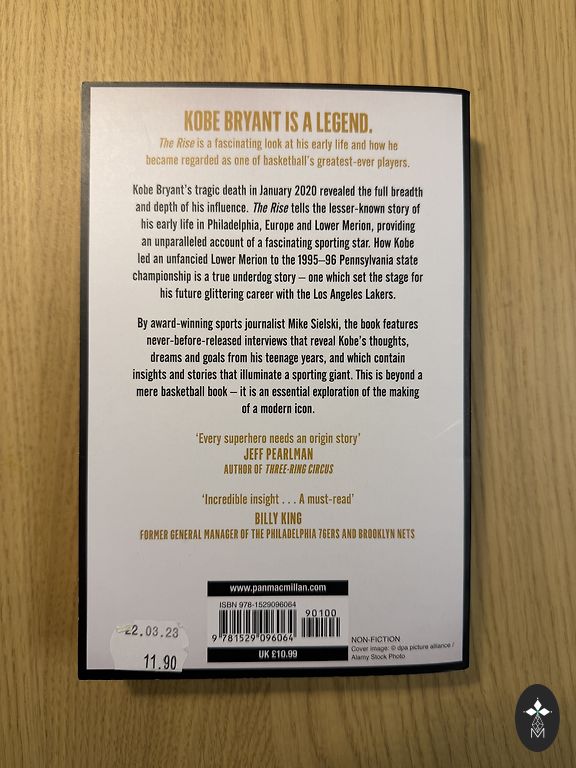 KOBE BRYANT IS A LEGEND.
The Rise is a fascinating look at his early life and how he
became regarded as one of basketball's greatest-ever players.
Kobe Bryant's tragic death in January 2020 revealed the full breadth
and depth of his influence. The Rise tells the lesser-known story of
his early life in Philadelphia, Europe and Lower Merion, providing
an unparalleled account of a fascinating sporting star. How Kobe
led an unfancied Lower Merion to the 1995–96 Pennsylvania state
championship is a true underdog story – one which set the stage for
his future glittering career with the Los Angeles Lakers.
By award-winning sports journalist Mike Sielski, the book features
never-before-released interviews that reveal Kobe's thoughts,
dreams and goals from his teenage years, and which contain
insights and stories that illuminate a sporting giant. This is beyond a
mere basketball book – it is an essential exploration of the making
of a modern icon.
'Every superhero needs an origin story'
JEFF PEARLMAN
AUTHOR OF THREE-RING CIRCUS
'Incredible insight . . . A must-read'
BILLY KING
FORMER GENERAL MANAGER OF THE PHILADELPHIA 76ERS AND BROOKLYN NETS
www.panmacmillan.com
ISBN 978-1529096064
90100
9 781529 096064
UK £10.99
NON-FICTION
Cover image: © dpa picture alliance /
Alamy Stock Photo
22.03.23
11.90
M